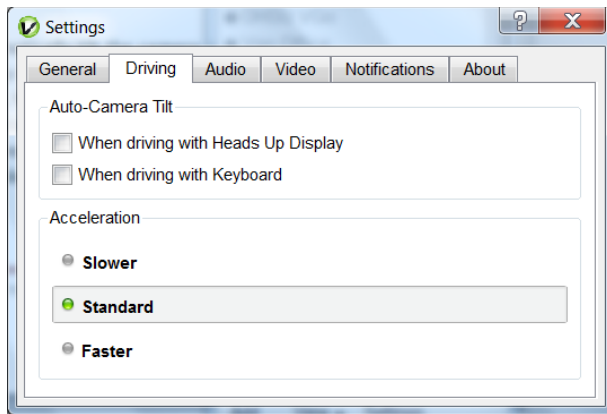 Settings
General Driving Audio Video Notifications About
Auto-Camera Tilt
When driving with Heads Up Display
When driving with Keyboard
Acceleration
Slower
Standard
Faster